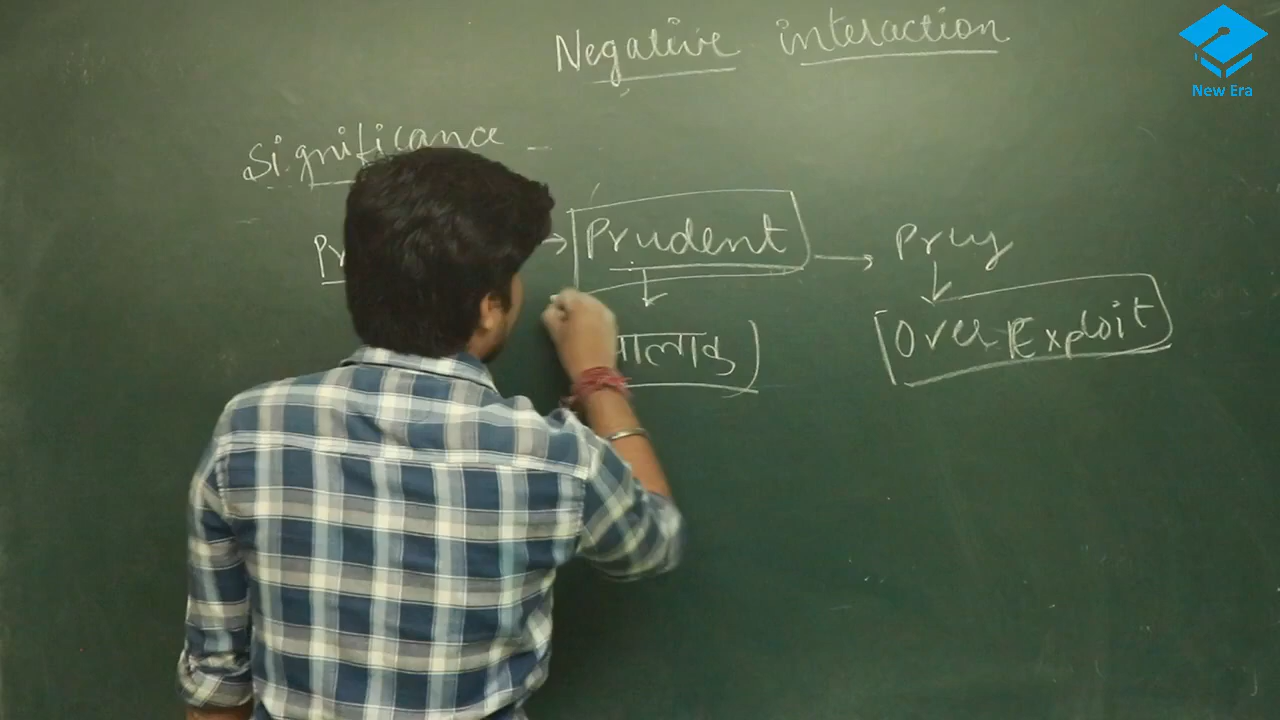 Negative interaction
Significance -
→ Prudent → Prey
Over Exploit
New Era